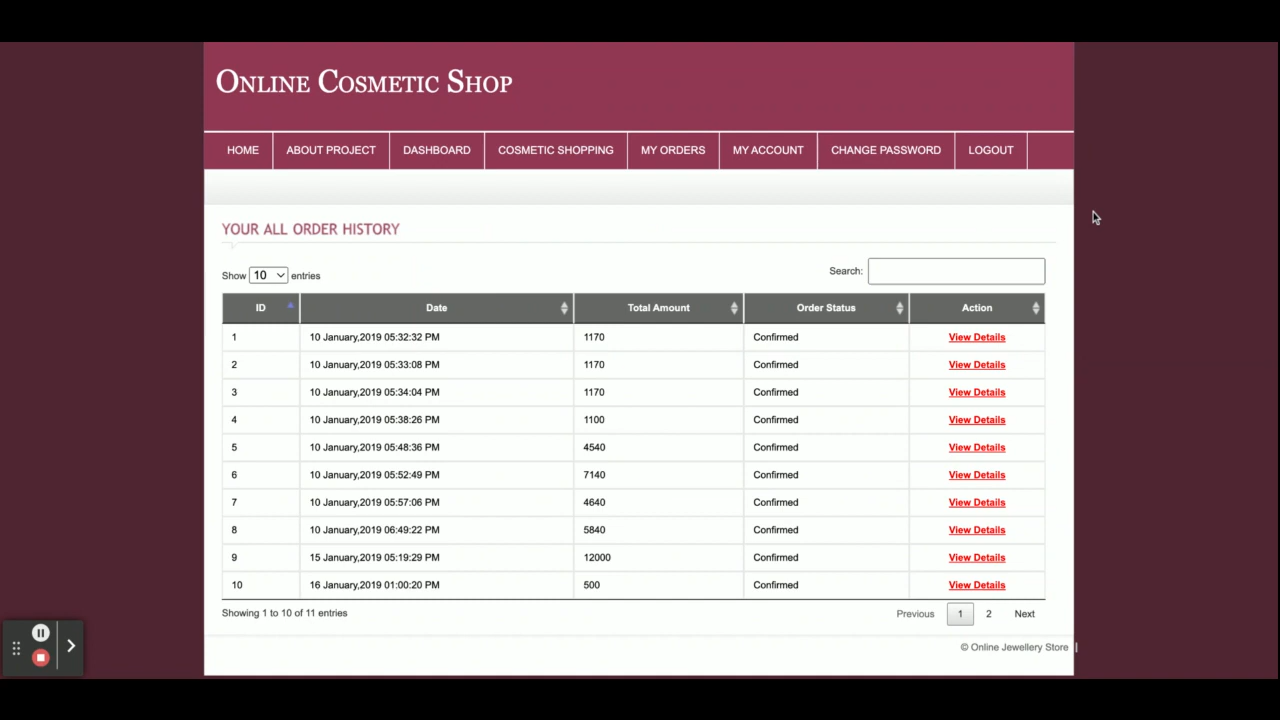 Online Cosmetic Shop
HOME ABOUT PROJECT DASHBOARD COSMETIC SHOPPING MY ORDERS MY ACCOUNT CHANGE PASSWORD LOGOUT
YOUR ALL ORDER HISTORY
Show 10 entries Search:
ID Date Total Amount Order Status Action
1 10 January,2019 05:32:32 PM 1170 Confirmed View Details
2 10 January,2019 05:33:08 PM 1170 Confirmed View Details
3 10 January,2019 05:34:04 PM 1170 Confirmed View Details
4 10 January,2019 05:38:26 PM 1100 Confirmed View Details
5 10 January,2019 05:48:36 PM 4540 Confirmed View Details
6 10 January,2019 05:52:49 PM 7140 Confirmed View Details
7 10 January,2019 05:57:06 PM 4640 Confirmed View Details
8 10 January,2019 06:49:22 PM 5840 Confirmed View Details
9 15 January,2019 05:19:29 PM 12000 Confirmed View Details
10 16 January,2019 01:00:20 PM 500 Confirmed View Details
Showing 1 to 10 of 11 entries Previous 1 2 Next
© Online Jewellery Store |